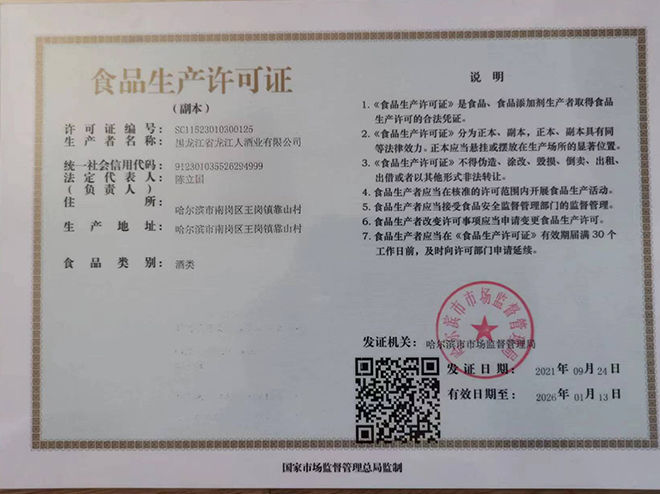 食品生产许可证
（副本）
许可证编号：SC11523010300125
生产者名称：黑龙江省龙江人酒业有限公司
统一社会信用代码：912301035526294999
法定代表人：陈立国
（负责人）
住所：哈尔滨市南岗区王岗镇靠山村
生产地址：哈尔滨市南岗区王岗镇靠山村
食品类别：酒类
说明
1. 《食品生产许可证》是食品、食品添加剂生产者取得食品
生产许可的合法凭证。
2. 《食品生产许可证》分为正本、副本，正本、副本具有同
等法律效力。正本应当悬挂或摆放在生产场所的显著位置。
3. 《食品生产许可证》不得伪造、涂改、毁损、倒卖、出租、
出借或者以其他形式非法转让。
4. 食品生产者应当在核准的许可范围内开展食品生产活动。
5. 食品生产者应当接受食品安全监督管理部门的监督管理。
6. 食品生产者改变许可事项应当申请变更食品生产许可。
7. 食品生产者应当在《食品生产许可证》有效期届满 30 个
工作日前，及时向许可部门申请延续。
发证机关：哈尔滨市市场监督管理局
哈尔滨市市场监督管理局
发证日期：2021年09月24日
有效日期至：2026年01月13日
国家市场监督管理总局监制